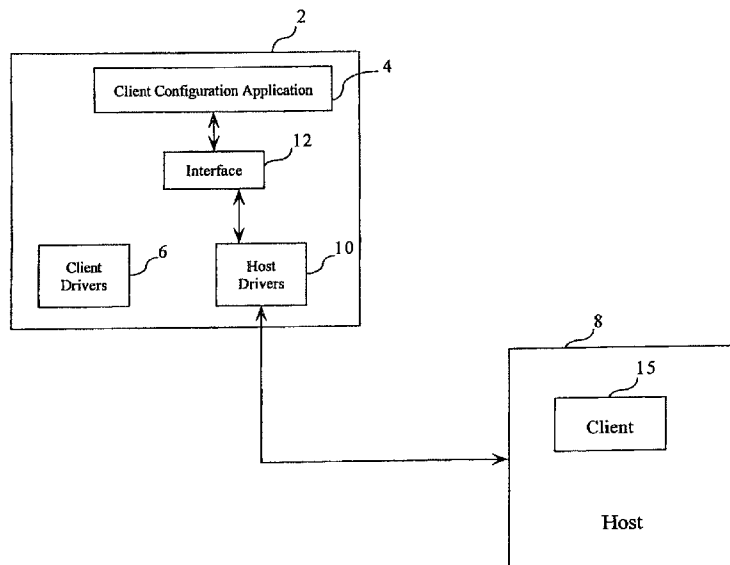 2
4
Client Configuration Application
12
Interface
6
Client
Drivers
10
Host
Drivers
8
15
Client
Host